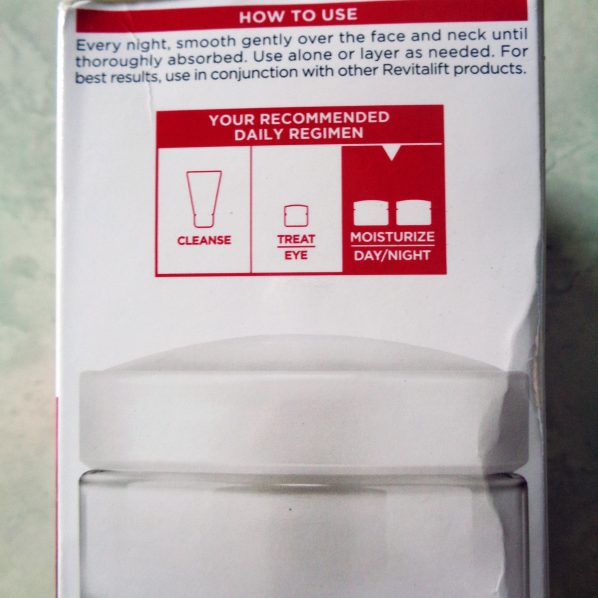 HOW TO USE
Every night, smooth gently over the face and neck until
thoroughly absorbed. Use alone or layer as needed. For
best results, use in conjunction with other Revitalift products.
YOUR RECOMMENDED
DAILY REGIMEN
CLEANSE
TREAT
EYE
MOISTURIZE
DAY/NIGHT